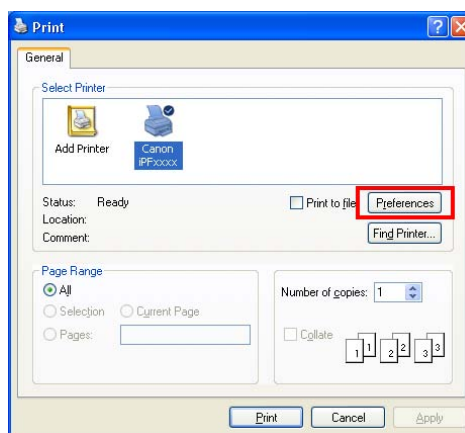 Print
General
Select Printer
Add Printer
Canon
iPFxxxx
Status: Ready
Print to file
Preferences
Location:
Comment:
Find Printer...
Page Range
All
Selection
Current Page
Pages:
Number of copies: 1
Collate
1 1 2 2 3 3
Print
Cancel
Apply